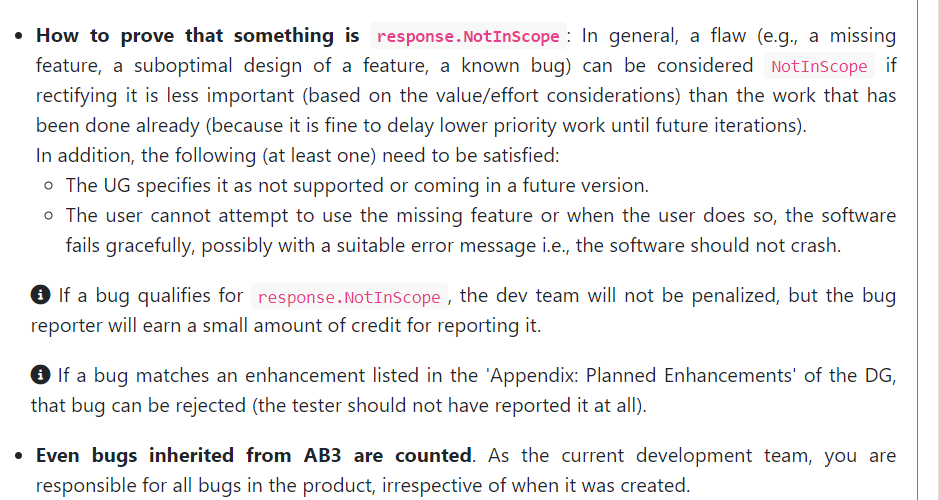 How to prove that something is response.NotInScope: In general, a flaw (e.g., a missing
feature, a suboptimal design of a feature, a known bug) can be considered NotInScope if
rectifying it is less important (based on the value/effort considerations) than the work that has
been done already (because it is fine to delay lower priority work until future iterations).
In addition, the following (at least one) need to be satisfied:
The UG specifies it as not supported or coming in a future version.
The user cannot attempt to use the missing feature or when the user does so, the software
fails gracefully, possibly with a suitable error message i.e., the software should not crash.
If a bug qualifies for response.NotInScope, the dev team will not be penalized, but the bug
reporter will earn a small amount of credit for reporting it.
If a bug matches an enhancement listed in the 'Appendix: Planned Enhancements' of the DG,
that bug can be rejected (the tester should not have reported it at all).
Even bugs inherited from AB3 are counted. As the current development team, you are
responsible for all bugs in the product, irrespective of when it was created.